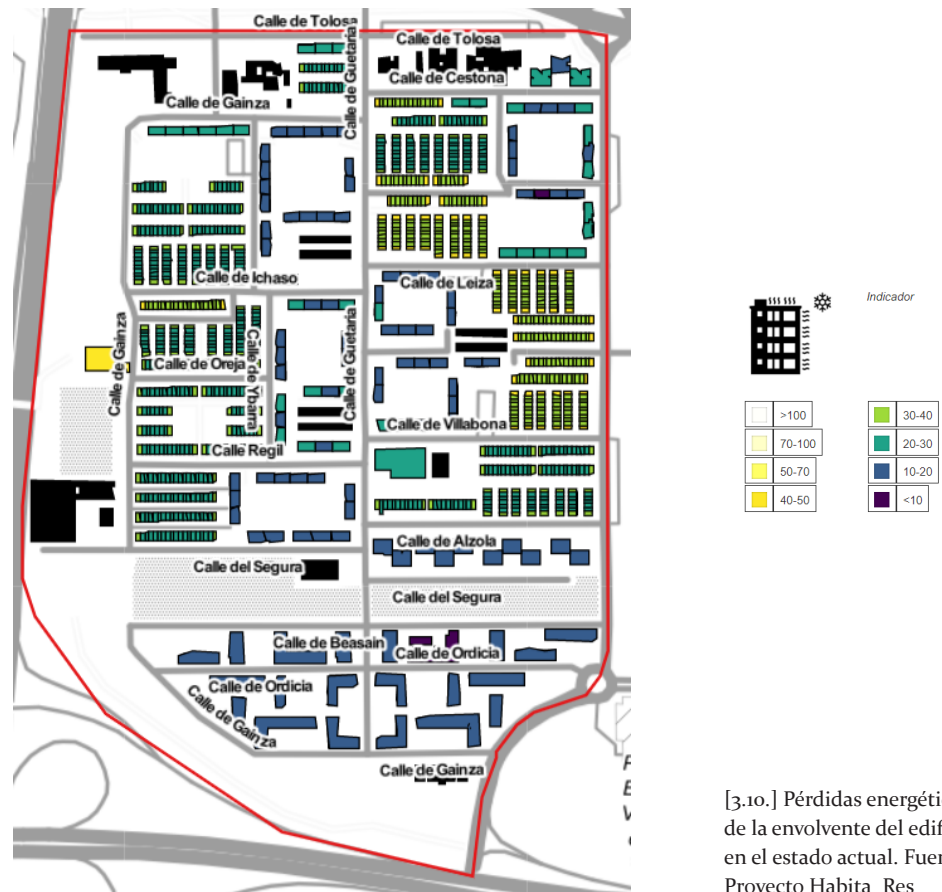 Calle de Tolosa
Calle de Tolosa
Calle de Guetaria
Calle de Cestona
Calle de Gainza
Calle de Ichaso
Calle de Leiza
Calle de Gainza
Calle de Oreja
Calle de Ybarra
Calle de Guetaria
Calle de Villabona
Calle Regil
Calle de Alzola
Calle del Segura
Calle del Segura
Calle de Beasain
Calle de Ordicia
Calle de Ordicia
Calle de Gainza
Calle de Gainza
Indicador
>100
70-100
50-70
40-50
30-40
20-30
10-20
<10
[3.10.] Pérdidas energéti
de la envolvente del edif
en el estado actual. Fuen
Proyecto Habita_Res